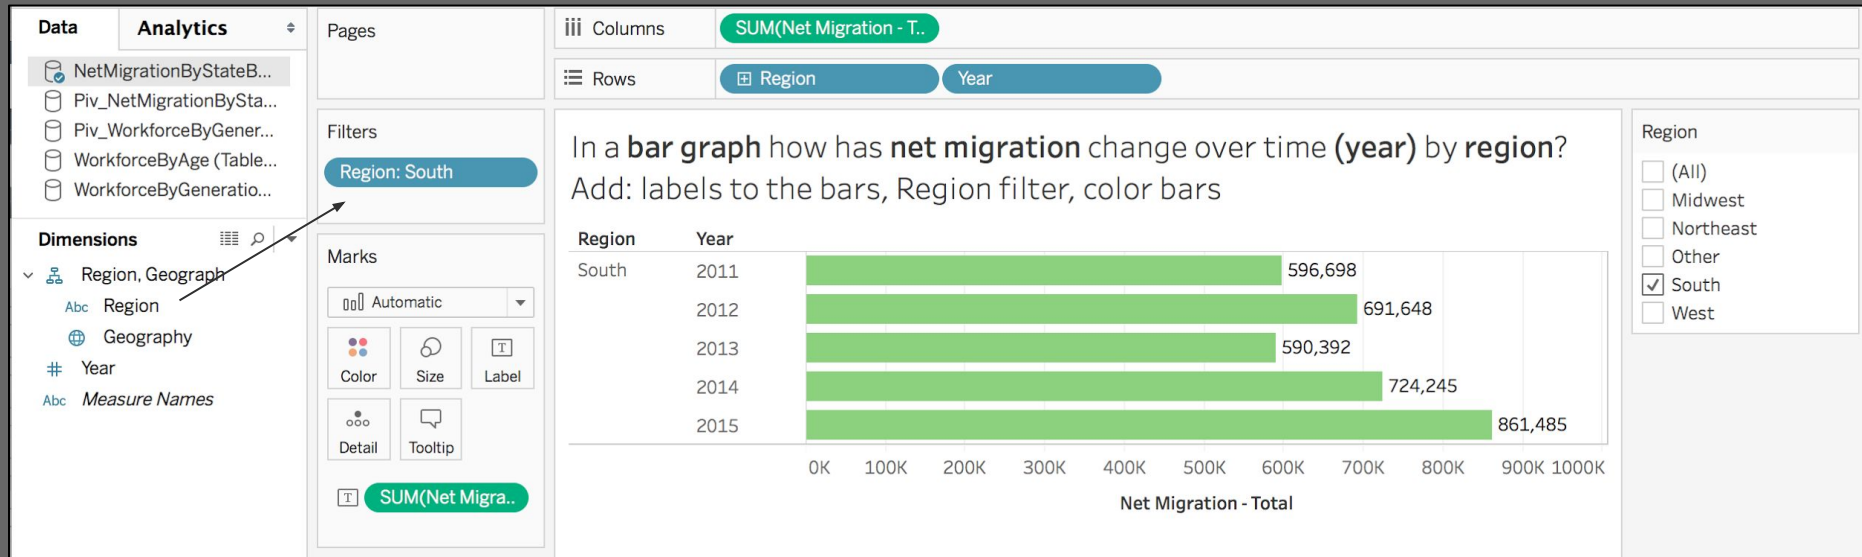 Data
Analytics
NetMigrationByStateB...
Piv_NetMigrationBySta...
Piv_WorkforceByGener...
WorkforceByAge (Table...
WorkforceByGeneratio...
Dimensions
Region, Geograph
Abc Region
Geography
# Year
Abc Measure Names
Pages
Filters
Region: South
Marks
Automatic
Color Size T Label
Detail Tooltip
T SUM(Net Migra..
Columns SUM(Net Migration - T..
Rows Region Year
In a bar graph how has net migration change over time (year) by region?
Add: labels to the bars, Region filter, color bars
Region Year
South 2011 596,698
2012 691,648
2013 590,392
2014 724,245
2015 861,485
0K 100K 200K 300K 400K 500K 600K 700K 800K 900K 1000K
Net Migration - Total
Region
(All)
Midwest
Northeast
Other
South
West